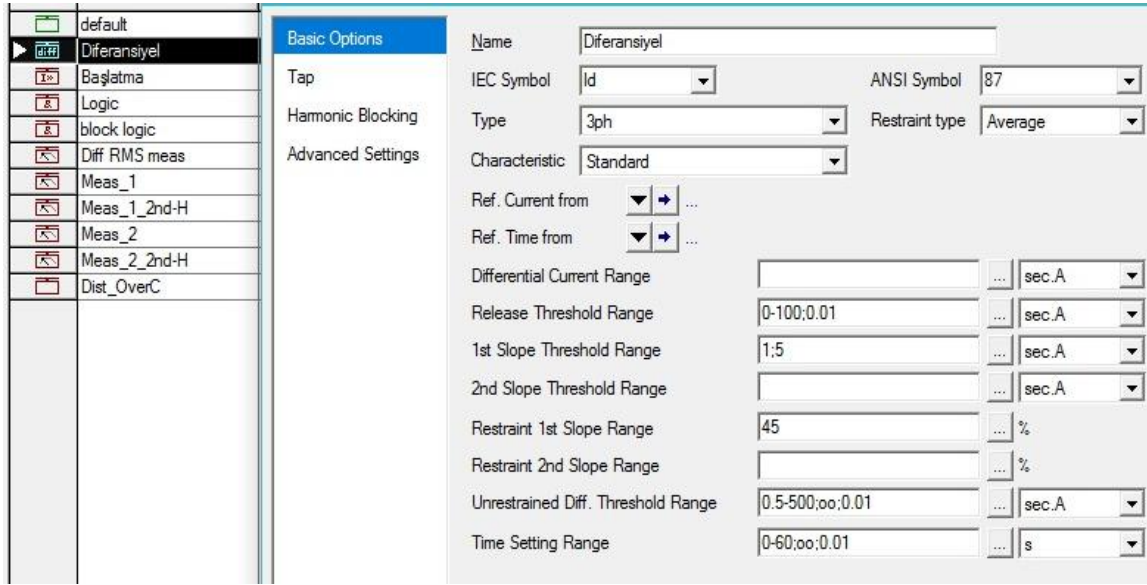 default
diff Diferansiyel
I» Başlatma
& Logic
& block logic
Diff RMS meas
Meas_1
Meas_1_2nd-H
Meas_2
Meas_2_2nd-H
Dist_OverC
Basic Options
Tap
Harmonic Blocking
Advanced Settings
Name Diferansiyel
IEC Symbol Id ANSI Symbol 87
Type 3ph Restraint type Average
Characteristic Standard
Ref. Current from ...
Ref. Time from ...
Differential Current Range ... sec.A
Release Threshold Range 0-100;0.01 ... sec.A
1st Slope Threshold Range 1;5 ... sec.A
2nd Slope Threshold Range ... sec.A
Restraint 1st Slope Range 45 ... %
Restraint 2nd Slope Range ... %
Unrestrained Diff. Threshold Range 0.5-500;oo;0.01 ... sec.A
Time Setting Range 0-60;oo;0.01 ... s